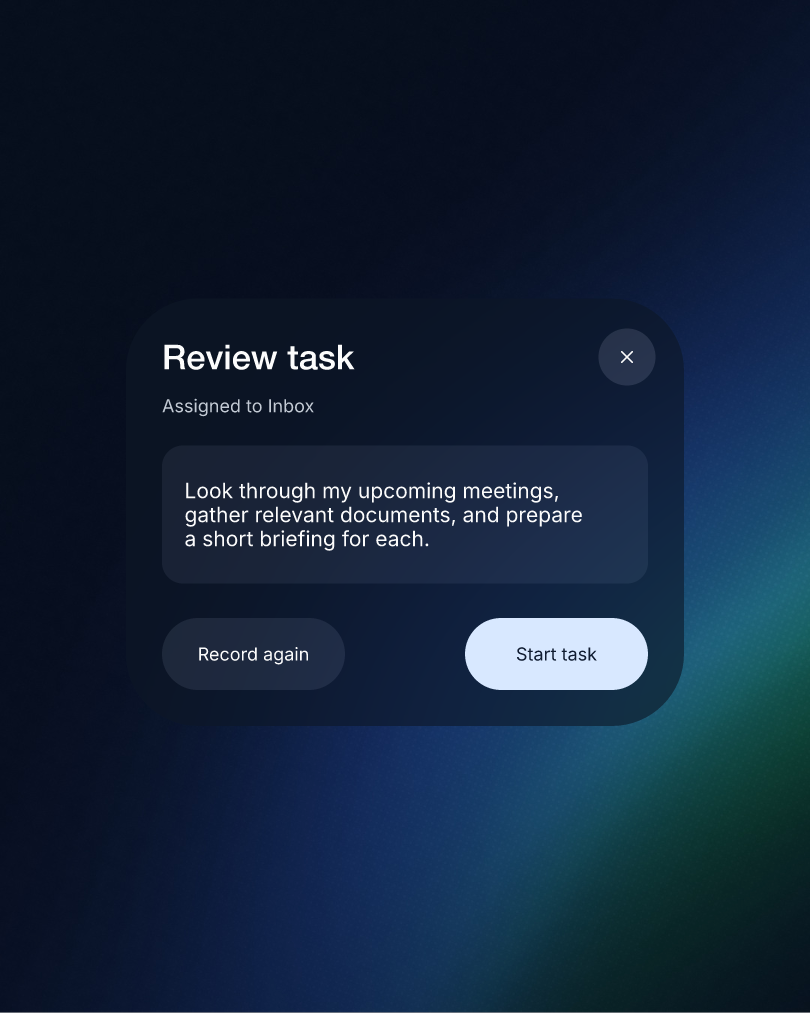 Review task
Assigned to Inbox
Look through my upcoming meetings,
gather relevant documents, and prepare
a short briefing for each.
Record again
Start task